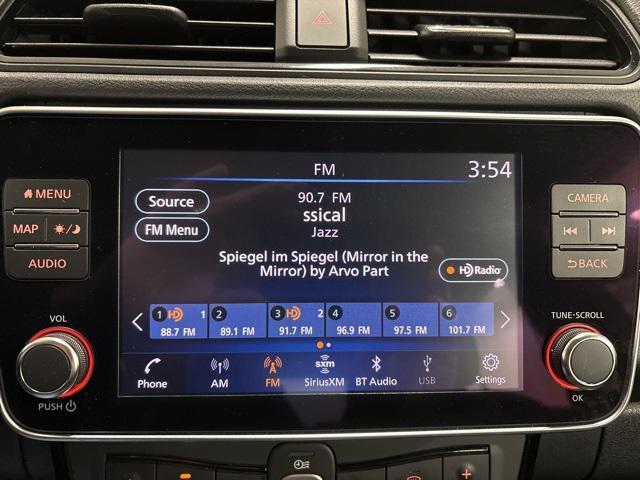 FM
3:54
MENU
MAP
AUDIO
VOL
PUSH
Source
FM Menu
90.7 FM
ssical
Jazz
Spiegel im Spiegel (Mirror in the
Mirror) by Arvo Part
HD Radio
1 HD 1
88.7 FM
2
89.1 FM
3 HD 2
91.7 FM
4
96.9 FM
5
97.5 FM
6
101.7 FM
Phone
AM
FM
sxm
SiriusXM
BT Audio
USB
Settings
CAMERA
BACK
TUNE·SCROLL
OK